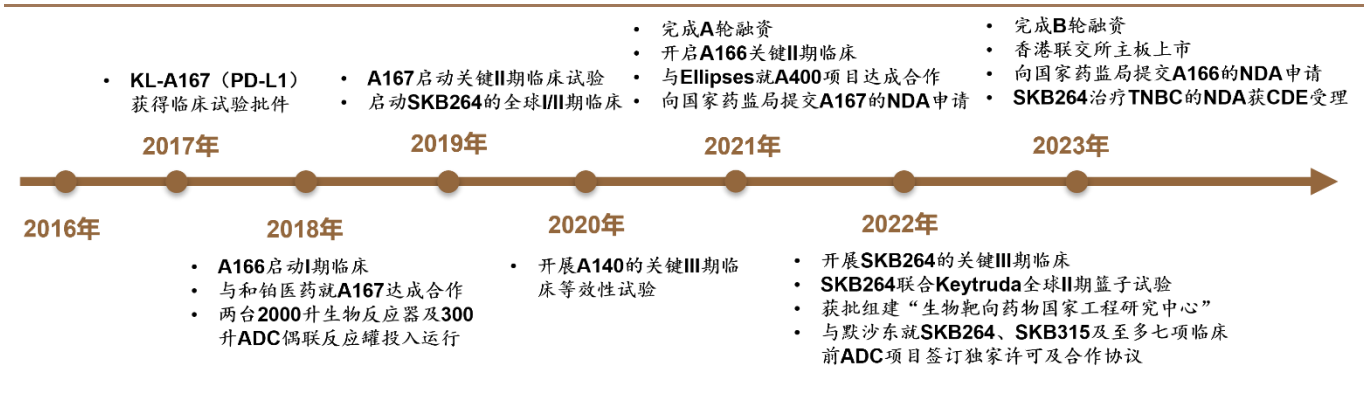 • KL-A167（PD-L1）
获得临床试验批件
2017年
• A167启动关键II期临床试验
• 启动SKB264的全球I/II期临床
2019年
• 完成A轮融资
• 开启A166关键II期临床
• 与Ellipses就A400项目达成合作
• 向国家药监局提交A167的NDA申请
2021年
• 完成B轮融资
• 香港联交所主板上市
• 向国家药监局提交A166的NDA申请
• SKB264治疗TNBC的NDA获CDE受理
2023年
2016年
2018年
• A166启动I期临床
• 与和铂医药就A167达成合作
• 两台2000升生物反应器及300
升ADC偶联反应罐投入运行
2020年
• 开展A140的关键III期临
床等效性试验
2022年
• 开展SKB264的关键III期临床
• SKB264联合Keytruda全球II期篮子试验
• 获批组建“生物靶向药物国家工程研究中心”
• 与默沙东就SKB264、SKB315及至多七项临床
前ADC项目签订独家许可及合作协议